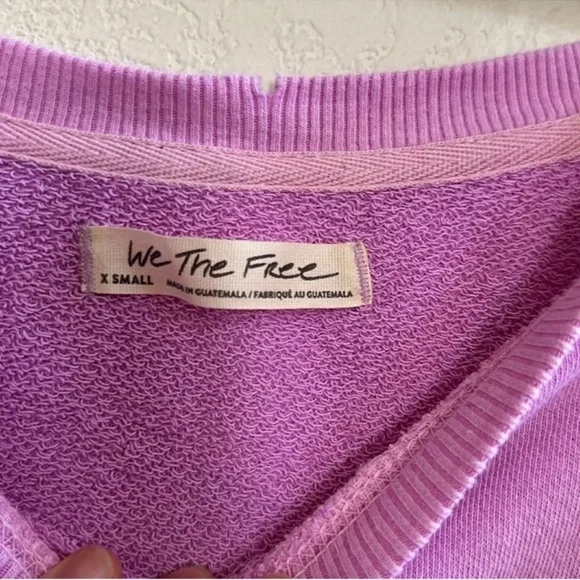 We The Free
X SMALL MADE IN GUATEMALA / FABRIQUÉ AU GUATEMALA